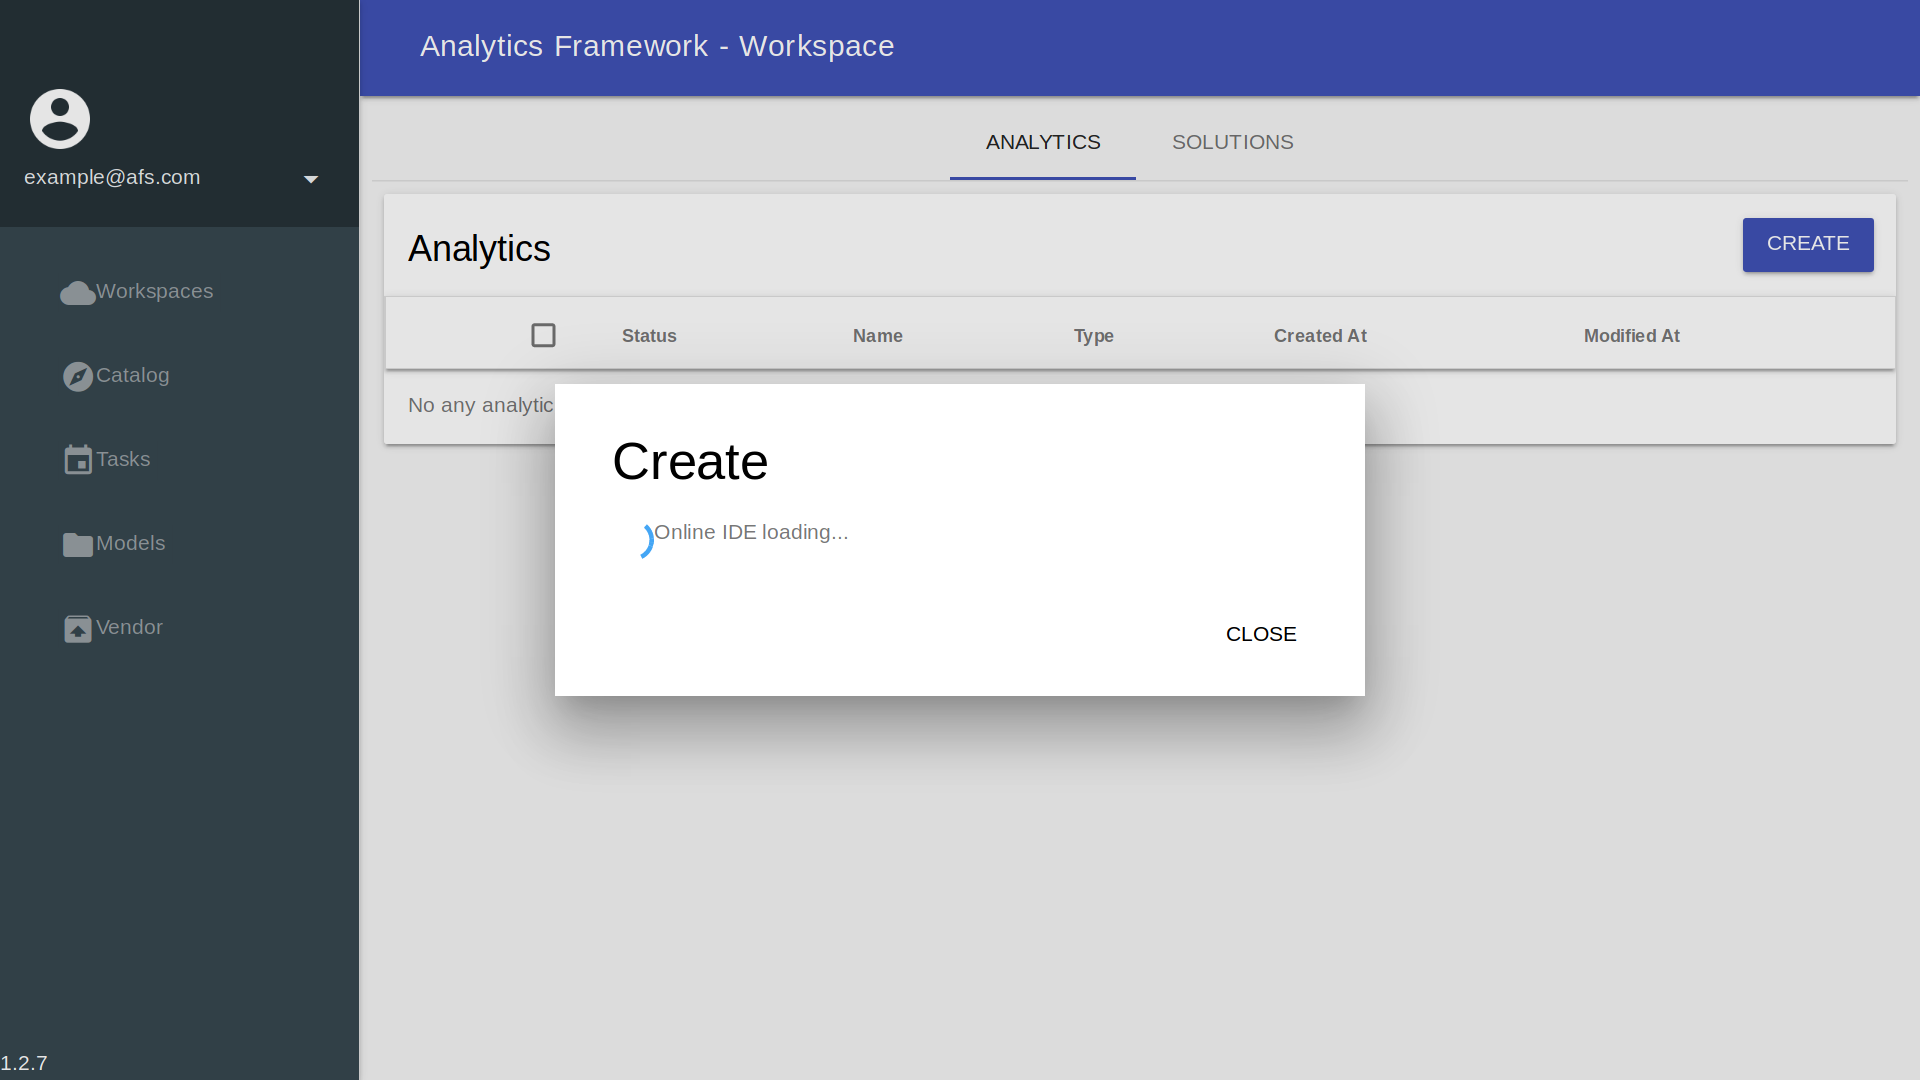 Analytics Framework - Workspace
example@afs.com
Workspaces
Catalog
Tasks
Models
Vendor
1.2.7
ANALYTICS SOLUTIONS
Analytics
CREATE
Status Name Type Created At Modified At
No any analytic
Create
Online IDE loading...
CLOSE